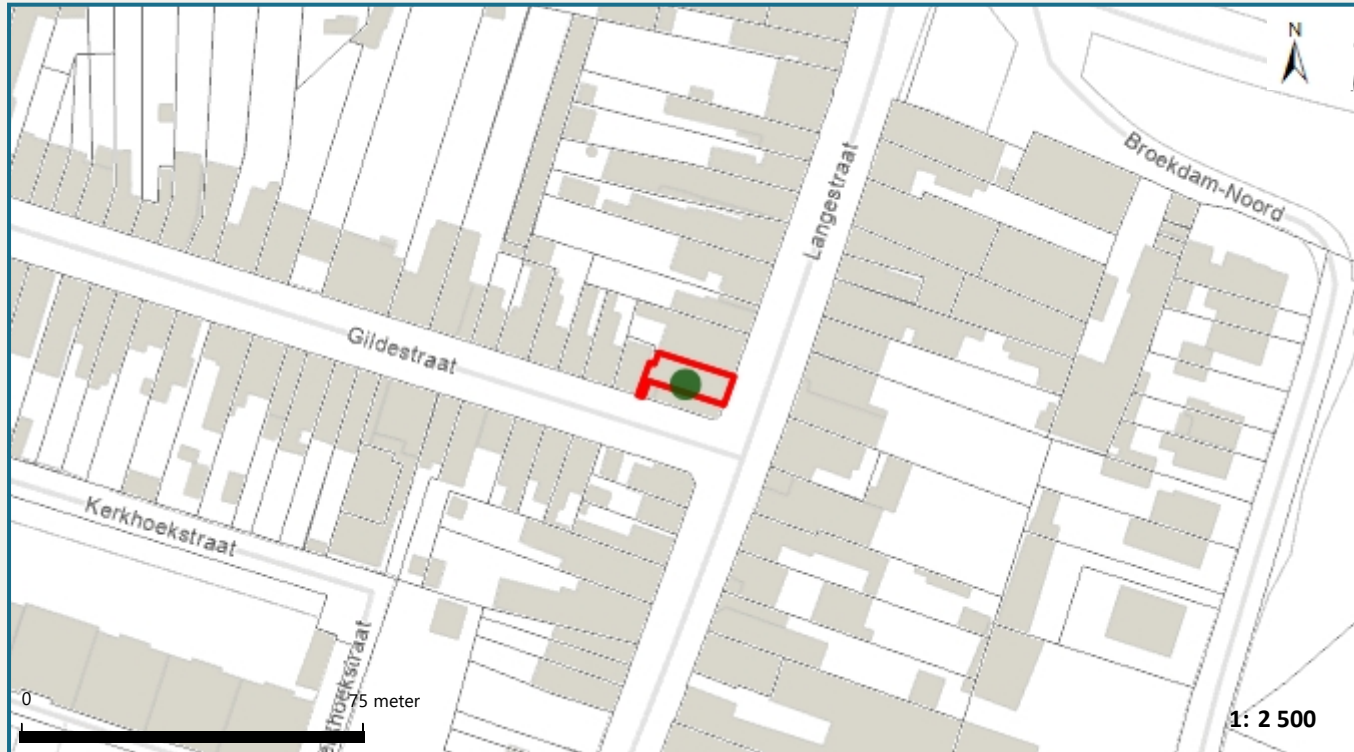 N
Broekdam-Noord
Langestraat
Gildestraat
Kerkhoekstraat
0
75 meter
1: 2 500